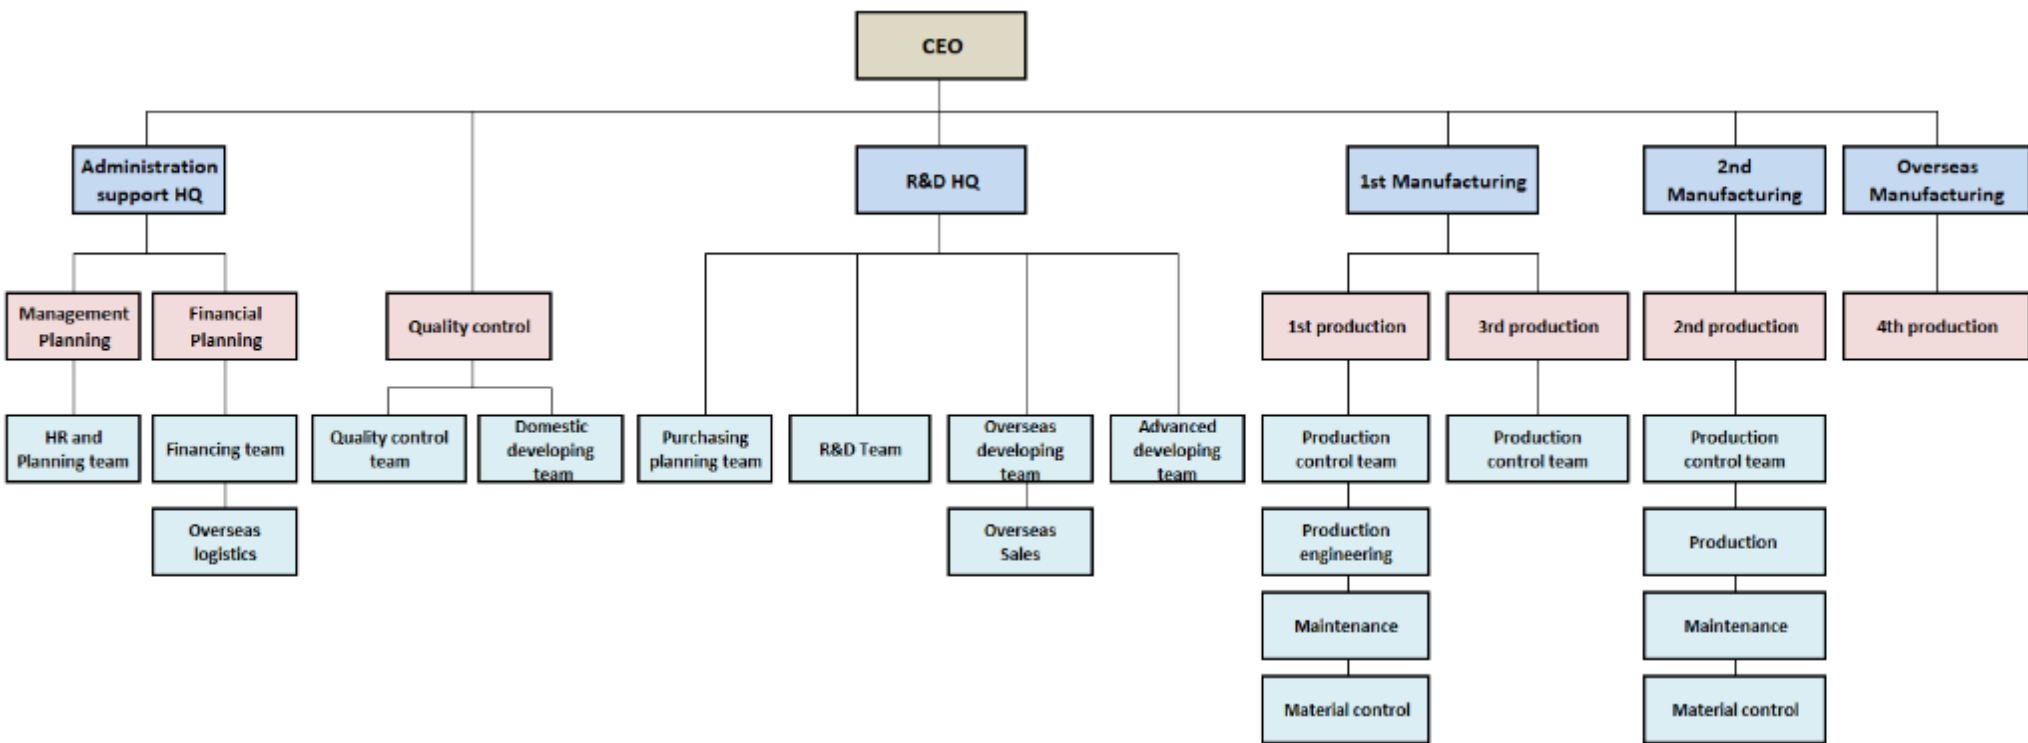 CEO
Administration
support HQ
R&D HQ
1st Manufacturing
2nd
Manufacturing
Overseas
Manufacturing
Management
Planning
Financial
Planning
Quality control
1st production
3rd production
2nd production
4th production
HR and
Planning team
Financing team
Quality control
team
Domestic
developing
team
Purchasing
planning team
R&D Team
Overseas
developing
team
Advanced
developing
team
Production
control team
Production
control team
Production
control team
Overseas
logistics
Overseas
Sales
Production
engineering
Production
Maintenance
Maintenance
Material control
Material control